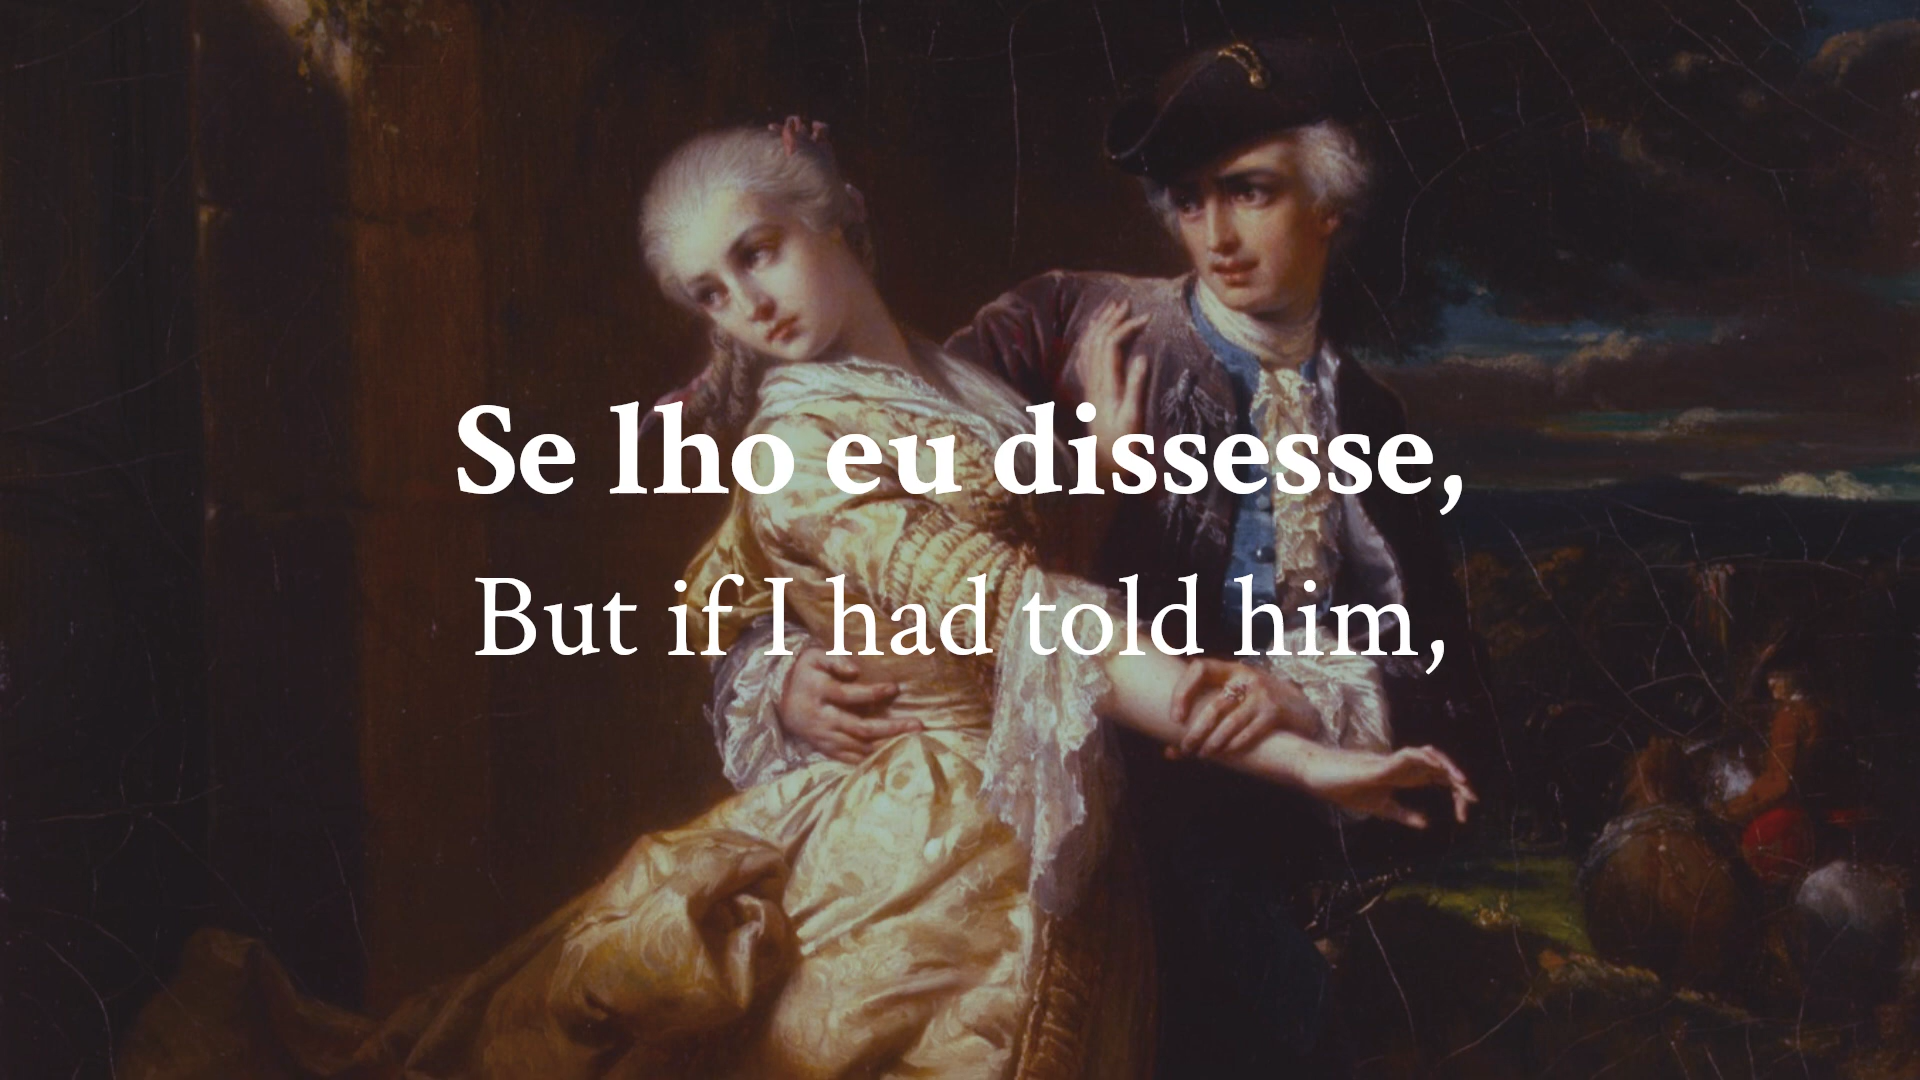 Se lho eu dissesse,
But if I had told him,